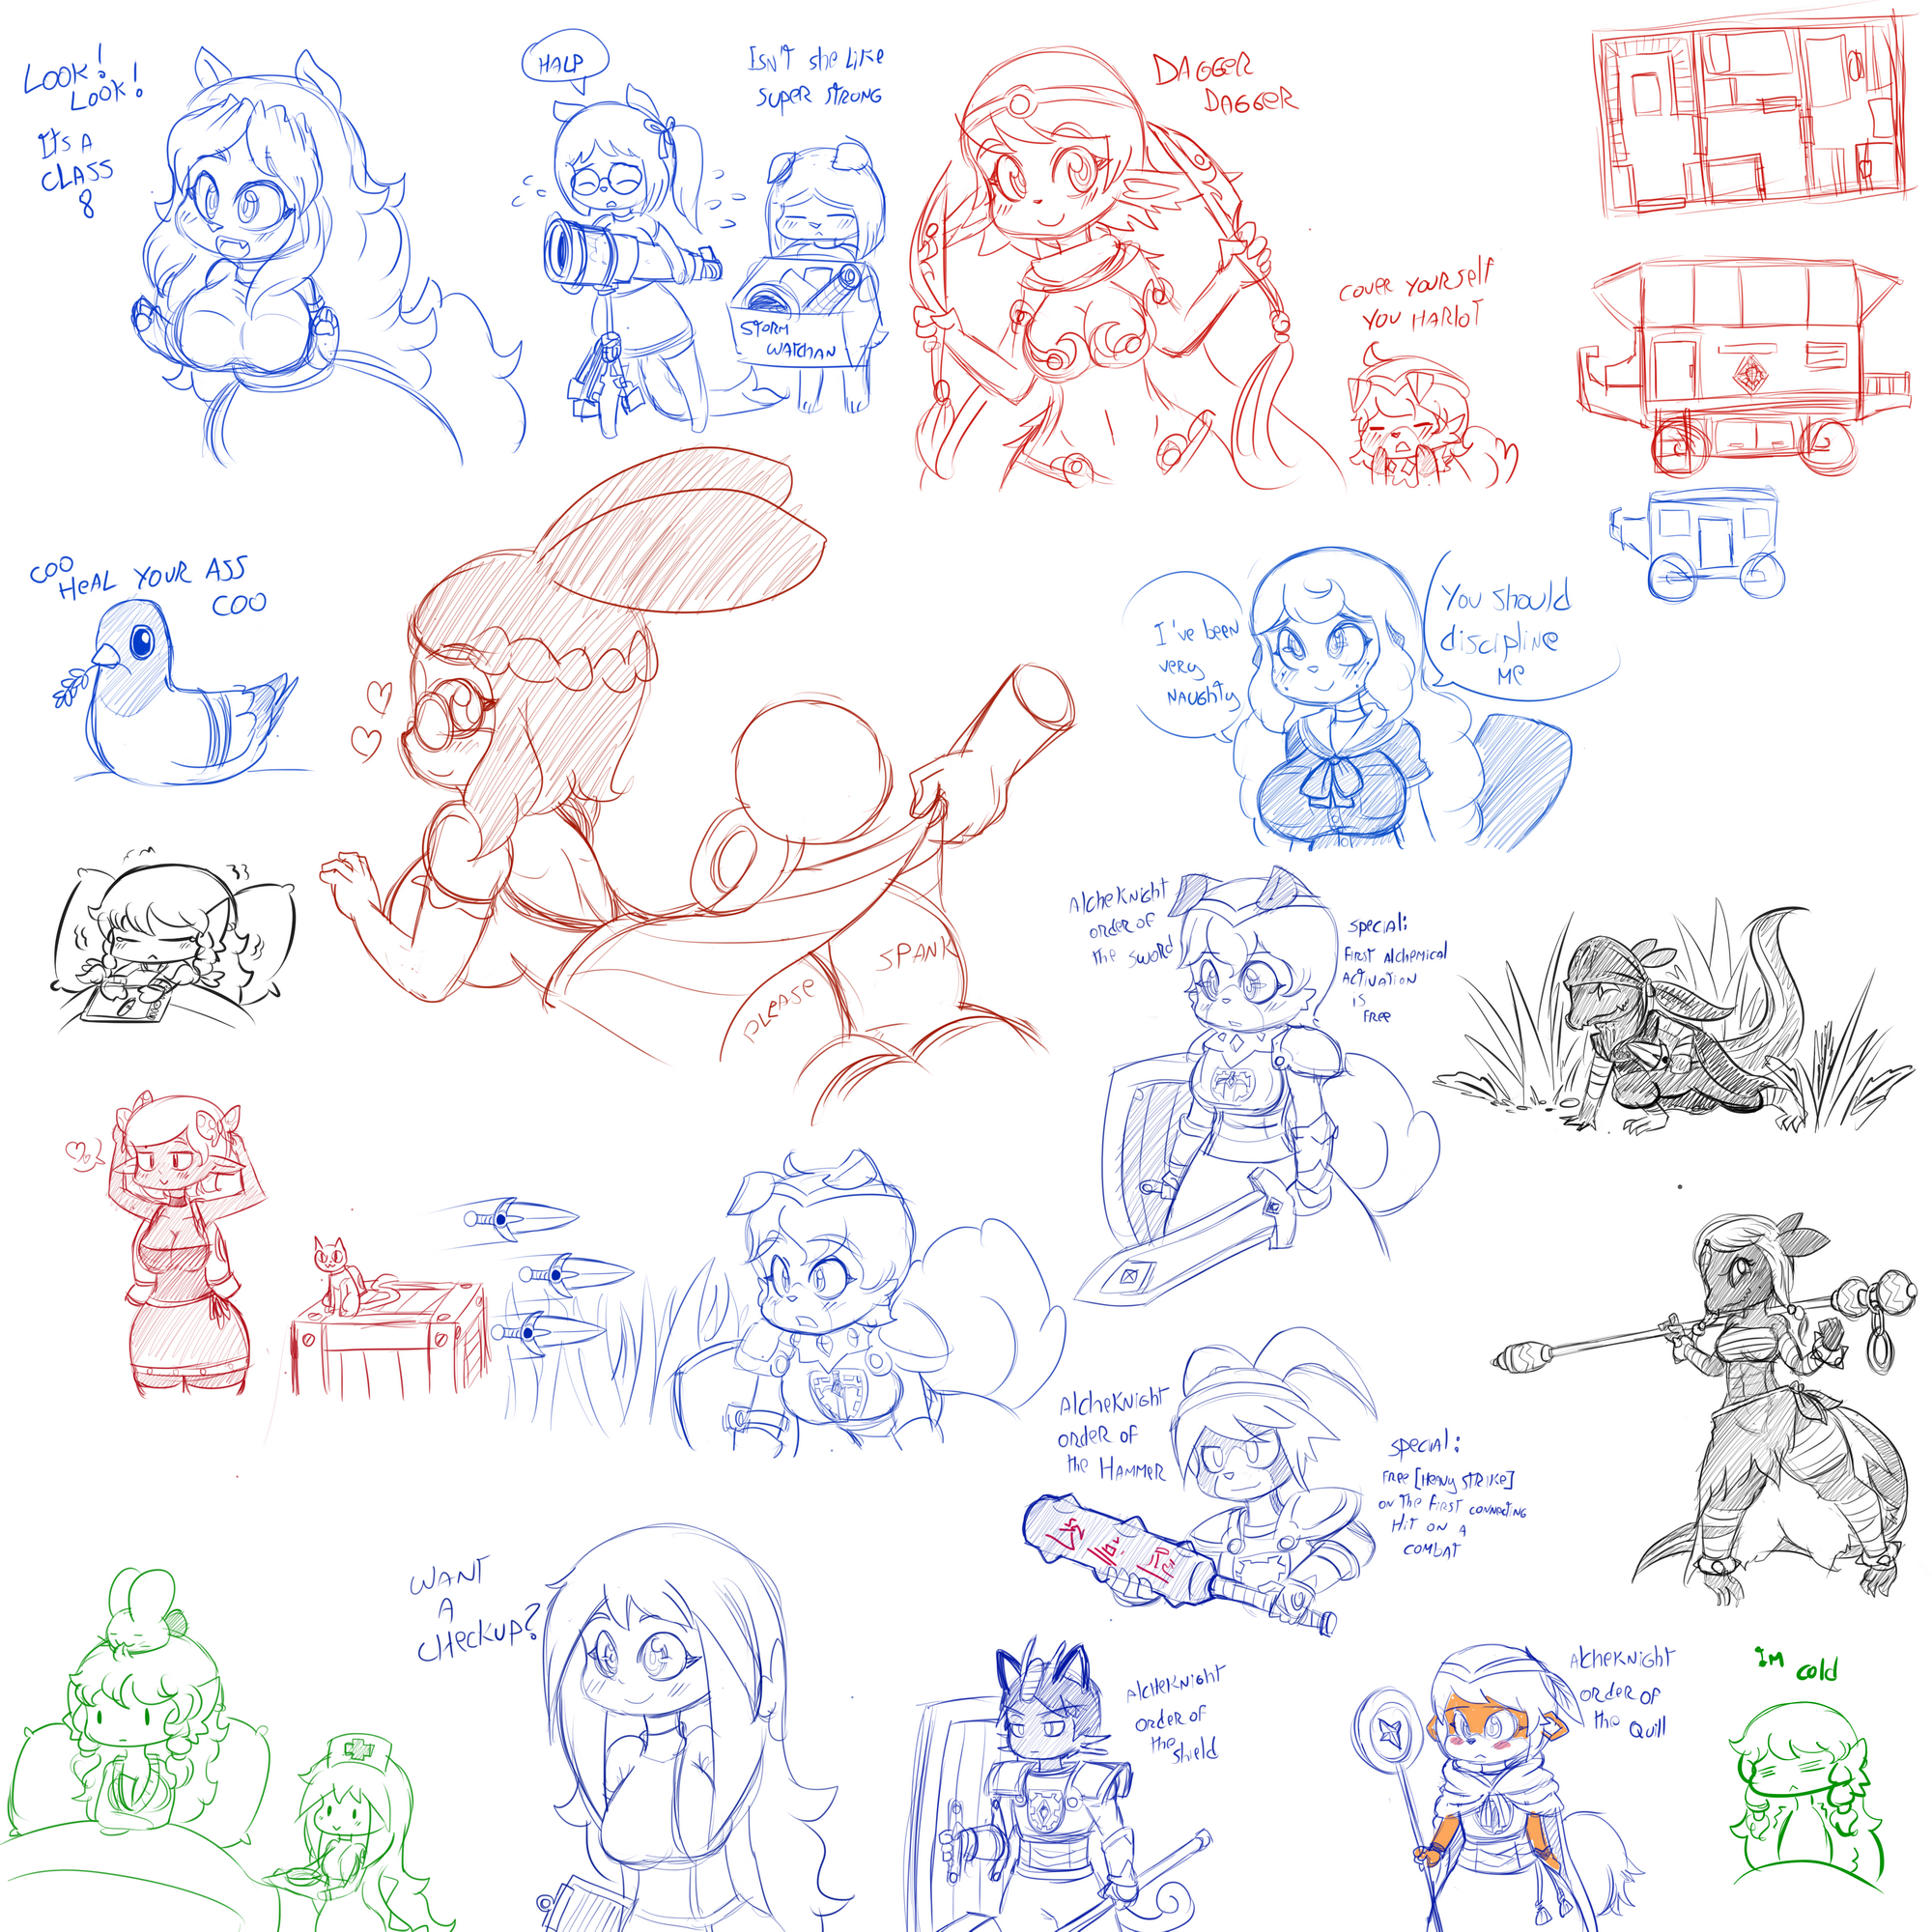 LOOK!
LOOK!
ITS A
CLASS
8
HALP
ISN'T she LIKE
SUPER STRONG
STORM
WATCHAN
DAGGER
DAGGER
COVER YOURSELF
YOU HARLOT
COO
HEAL YOUR ASS
COO
I've been
very
NAUGHTY
You should
discipline
ME
PLEASE
SPANK
AlcheKnight
order of
the sword
special:
First Alchemical
Activation
is
Free
AlcheKnight
order of
the HAMMER
special:
FREE [HEAVY STRIKE]
ON THE FIRST CONNECTING
HIT ON A
COMBAT
WANT
A
CHECKUP?
AlcheKnight
order of
the shield
AlcheKnight
order of
the Quill
IM cold